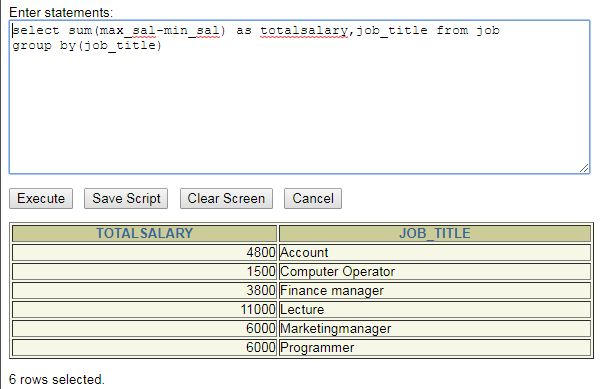 Enter statements:
select sum(max_sal-min_sal) as totalsalary,job_title from job
group by(job_title)
Execute Save Script Clear Screen Cancel
TOTALSALARY JOB_TITLE
4800 Account
1500 Computer Operator
3800 Finance manager
11000 Lecture
6000 Marketingmanager
6000 Programmer
6 rows selected.